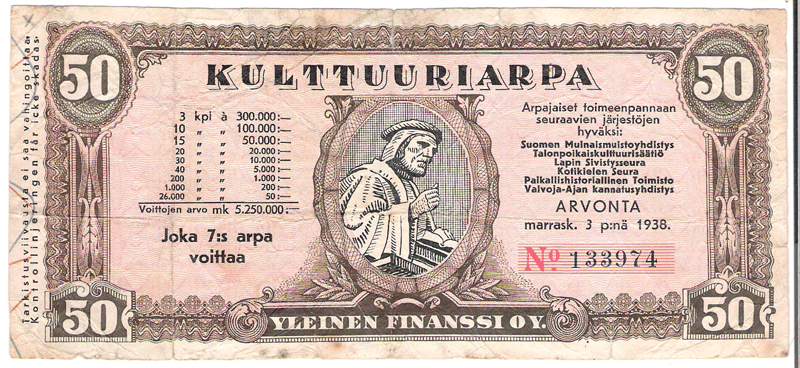 Tarkistusviivausta ei saa vahingoittaa
Kontrollinjeringen får icke skadas
50
50
KULTTUURIARPA
3 kpl à 300.000:—
10 „ „ 100.000:—
15 „ „ 50.000:—
20 „ „ 30.000:—
40 „ „ 10.000:—
160 „ „ 5.000:—
200 „ „ 4.000:—
1.000 „ „ 200:—
26.000 „ „ 50:—
Voittojen arvo mk 5.250.000:—
Joka 7:s arpa
voittaa
Arpajaiset toimeenpannaan
seuraavien järjestöjen
hyväksi:
Suomen Muinaismuistoyhdistys
Talonpoikaiskulttuurisäätiö
Lapin Sivistysseura
Kotikielen Seura
Paikallishistoriallinen Toimisto
Valvoja-Ajan kannatusyhdistys
ARVONTA
marrask. 3 p:nä 1938.
No 133974
50
YLEINEN FINANSSI OY.
50